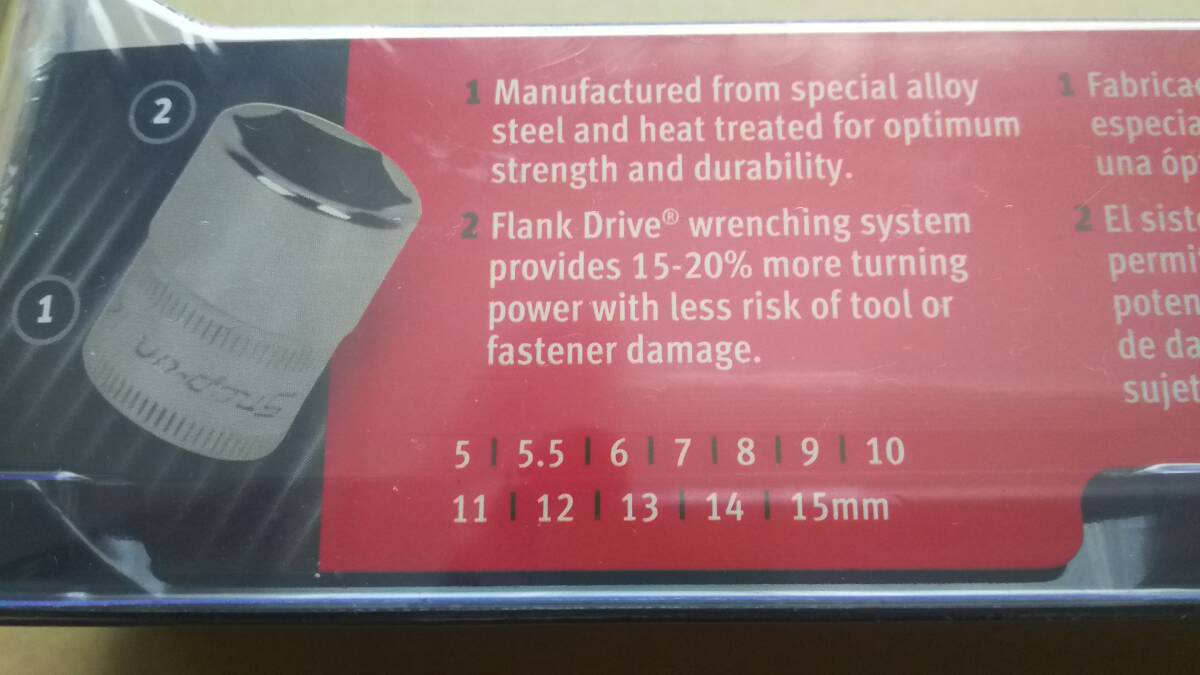 2
1
snap-on
1 Manufactured from special alloy
steel and heat treated for optimum
strength and durability.
2 Flank Drive® wrenching system
provides 15-20% more turning
power with less risk of tool or
fastener damage.
5 | 5.5 | 6 | 7 | 8 | 9 | 10
11 | 12 | 13 | 14 | 15mm
1 Fabrica
especia
una óp
2 El sist
permi
poten
de da
sujet